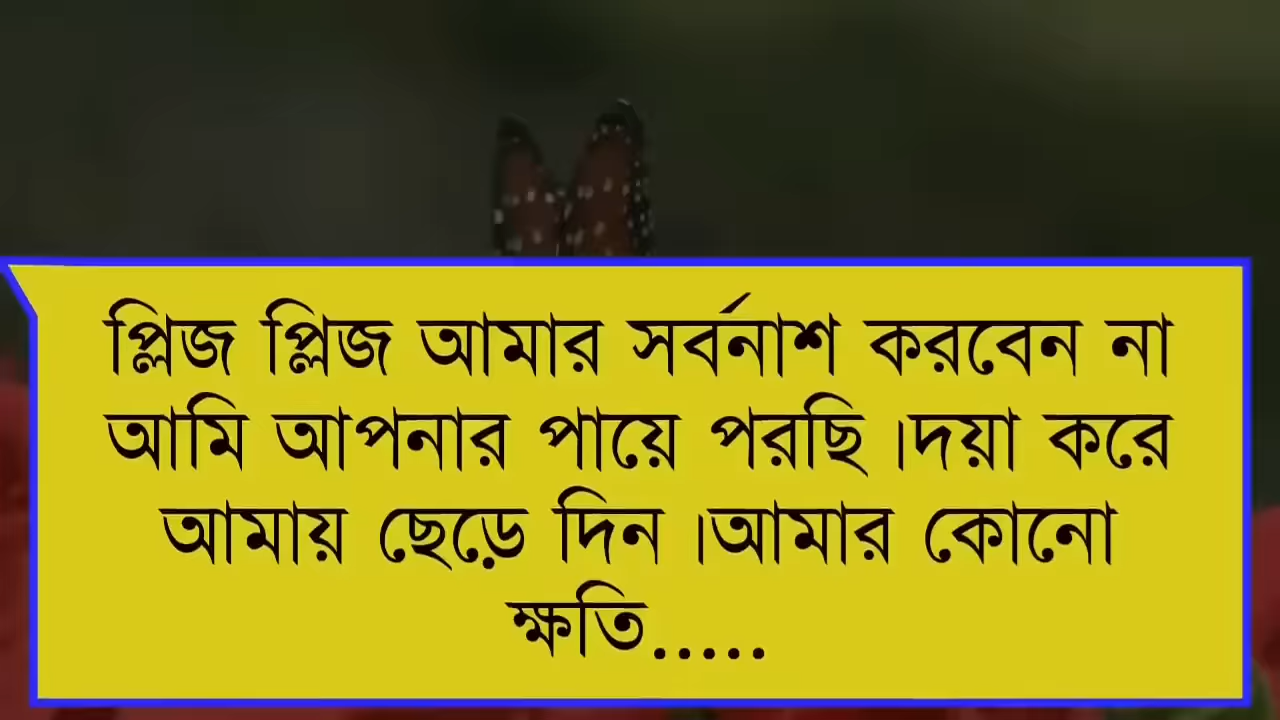 প্লিজ প্লিজ আমার সর্বনাশ করবেন না
আমি আপনার পায়ে পরছি।দয়া করে
আমায় ছেড়ে দিন।আমার কোনো
ক্ষতি.....